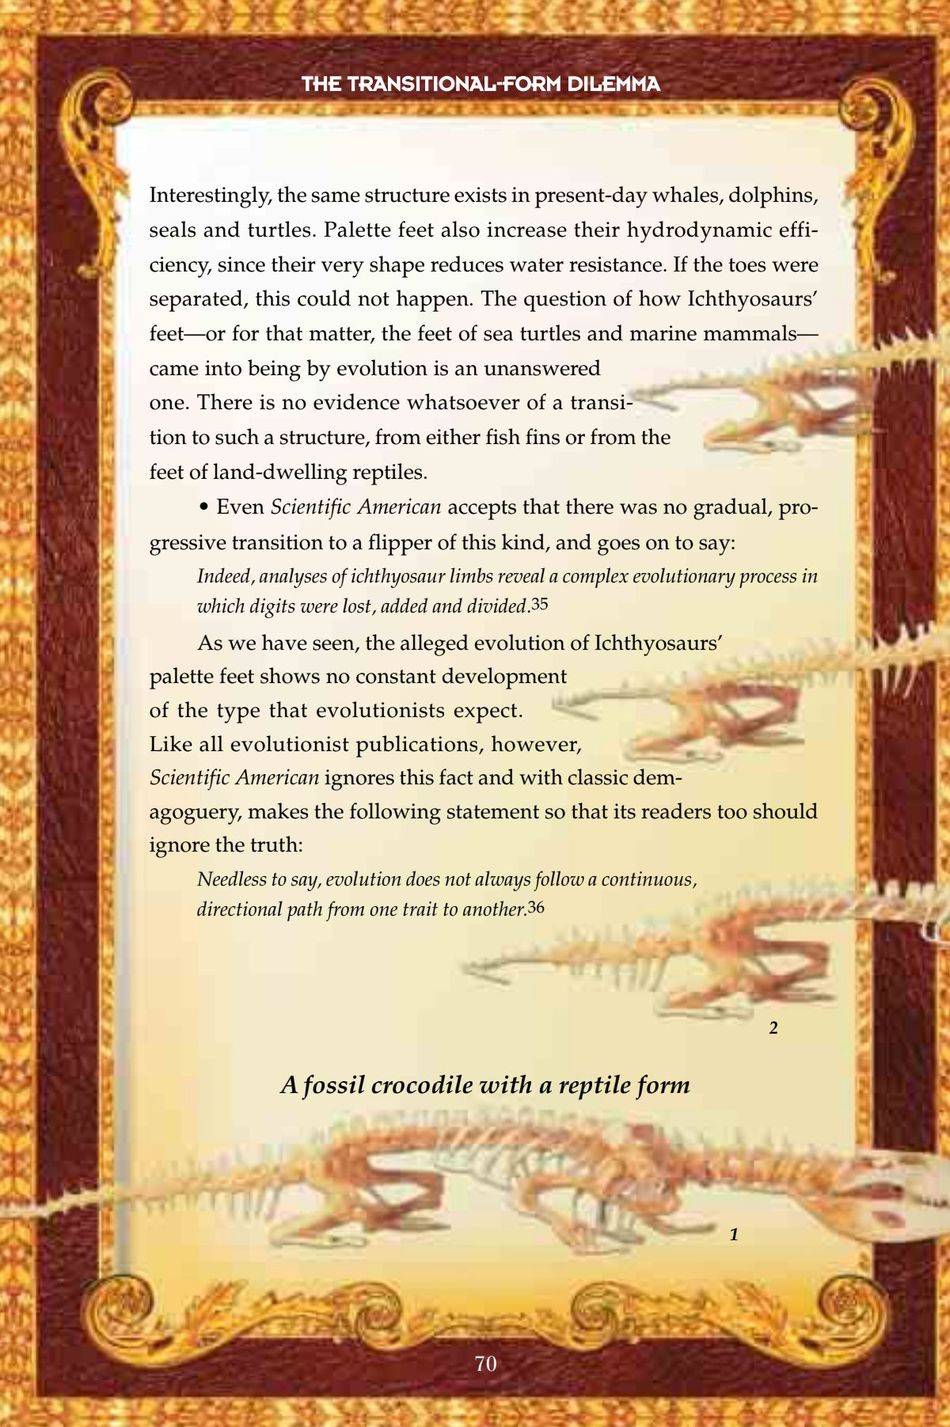 THE TRANSITIONAL-FORM DILEMMA
Interestingly, the same structure exists in present-day whales, dolphins,
seals and turtles. Palette feet also increase their hydrodynamic effi-
ciency, since their very shape reduces water resistance. If the toes were
separated, this could not happen. The question of how Ichthyosaurs’
feet—or for that matter, the feet of sea turtles and marine mammals—
came into being by evolution is an unanswered
one. There is no evidence whatsoever of a transi-
tion to such a structure, from either fish fins or from the
feet of land-dwelling reptiles.
• Even Scientific American accepts that there was no gradual, pro-
gressive transition to a flipper of this kind, and goes on to say:
Indeed, analyses of ichthyosaur limbs reveal a complex evolutionary process in
which digits were lost, added and divided.35
As we have seen, the alleged evolution of Ichthyosaurs’
palette feet shows no constant development
of the type that evolutionists expect.
Like all evolutionist publications, however,
Scientific American ignores this fact and with classic dem-
agoguery, makes the following statement so that its readers too should
ignore the truth:
Needless to say, evolution does not always follow a continuous,
directional path from one trait to another.36
2
A fossil crocodile with a reptile form
1
70